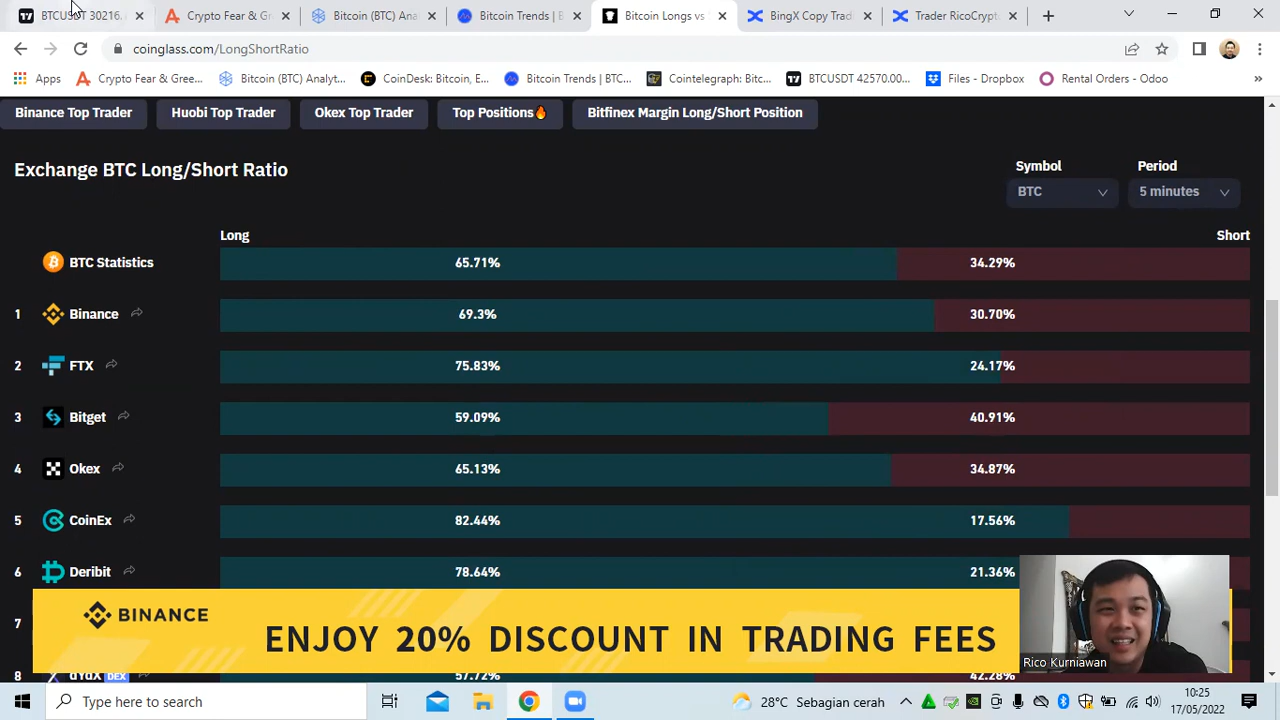 BTCUSDT 30216.
Crypto Fear & Gre
Bitcoin (BTC) Ana
Bitcoin Trends | B
Bitcoin Longs vs
BingX Copy Trad
Trader RicoCrypt
coinglass.com/LongShortRatio
Apps
Crypto Fear & Gree...
Bitcoin (BTC) Analyt...
CoinDesk: Bitcoin, E...
Bitcoin Trends | BTC...
Cointelegraph: Bitc...
BTCUSDT 4257000...
Files - Dropbox
Rental Orders - Odoo
Binance Top Trader
Huobi Top Trader
Okex Top Trader
Top Positions🔥
Bitfinex Margin Long/Short Position
Symbol Period
Exchange BTC Long/Short Ratio
BTC 5 minutes
Long Short
BTC Statistics 65.71% 34.29%
1 Binance 69.3% 30.70%
2 FTX 75.83% 24.17%
3 Bitget 59.09% 40.91%
4 Okex 65.13% 34.87%
5 CoinEx 82.44% 17.56%
6 Deribit 78.64% 21.36%
7
BINANCE
ENJOY 20% DISCOUNT IN TRADING FEES
Rico Kurniawan
8 dYdX DEX 57.72% 42.28%
Type here to search
28°C Sebagian cerah
10:25
17/05/2022